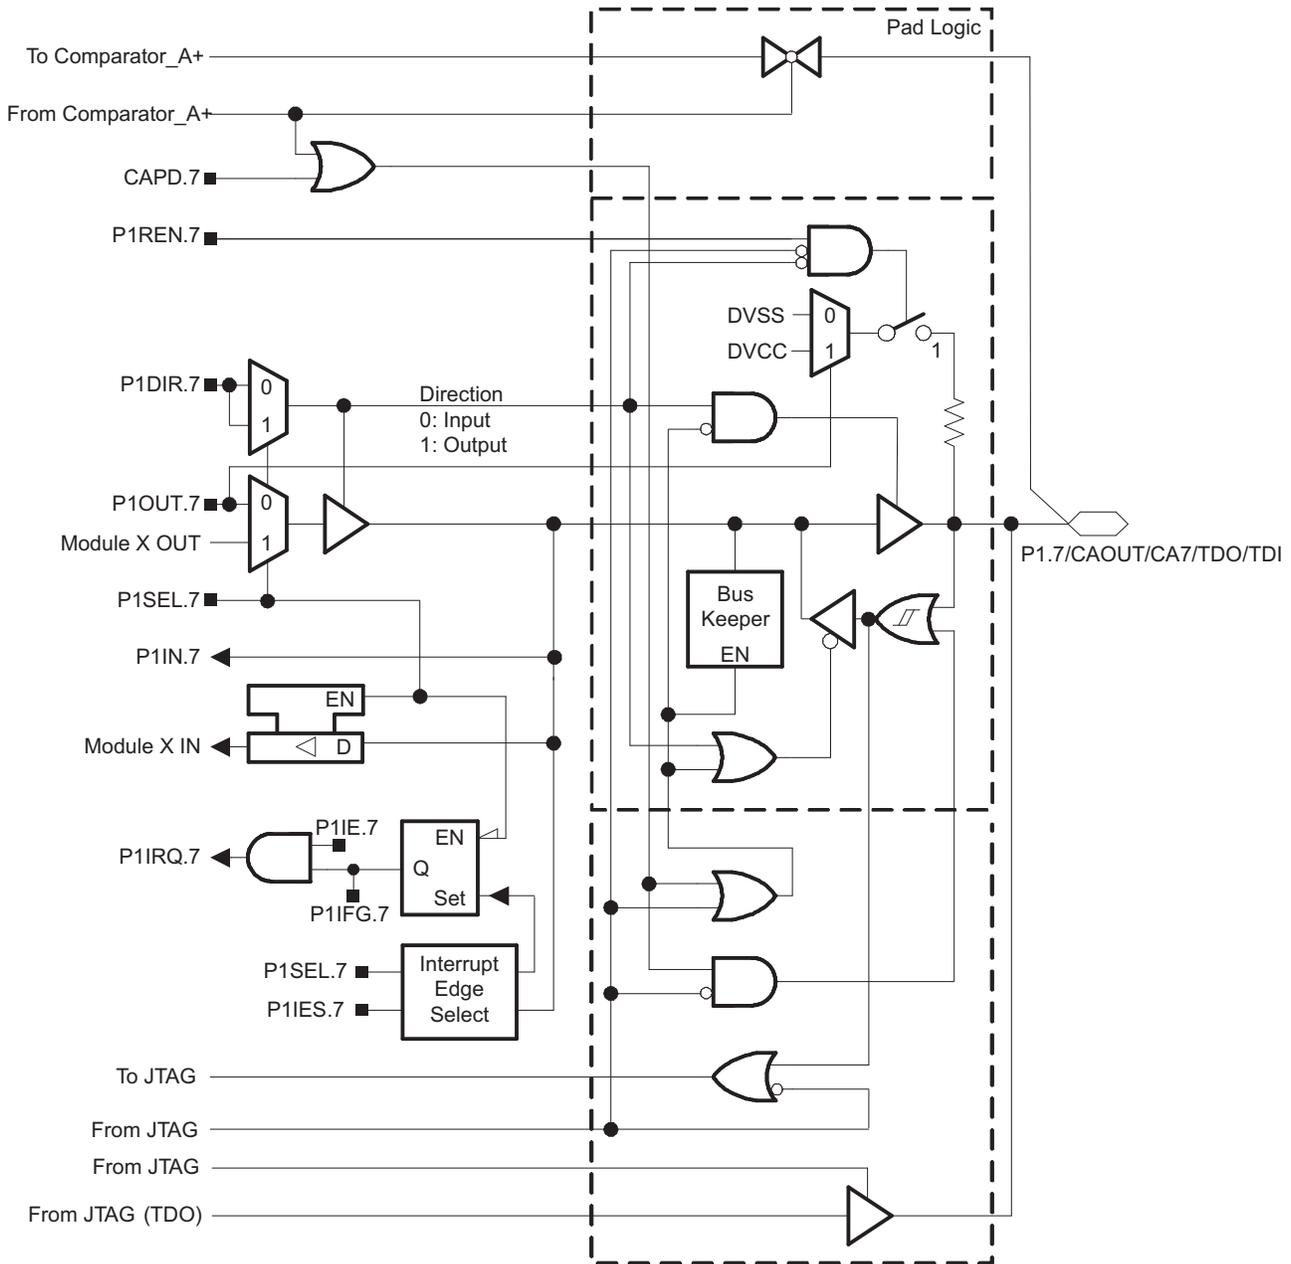 Pad Logic
To Comparator_A+
From Comparator_A+
CAPD.7
P1REN.7
DVSS
0
DVCC
1
1
P1DIR.7
0
1
Direction
0: Input
1: Output
P1OUT.7
0
Module X OUT
1
P1.7/CAOUT/CA7/TDO/TDI
P1SEL.7
Bus
Keeper
EN
P1IN.7
EN
Module X IN
D
P1IE.7
P1IRQ.7
EN
Q
Set
P1IFG.7
P1SEL.7
P1IES.7
Interrupt
Edge
Select
To JTAG
From JTAG
From JTAG
From JTAG (TDO)